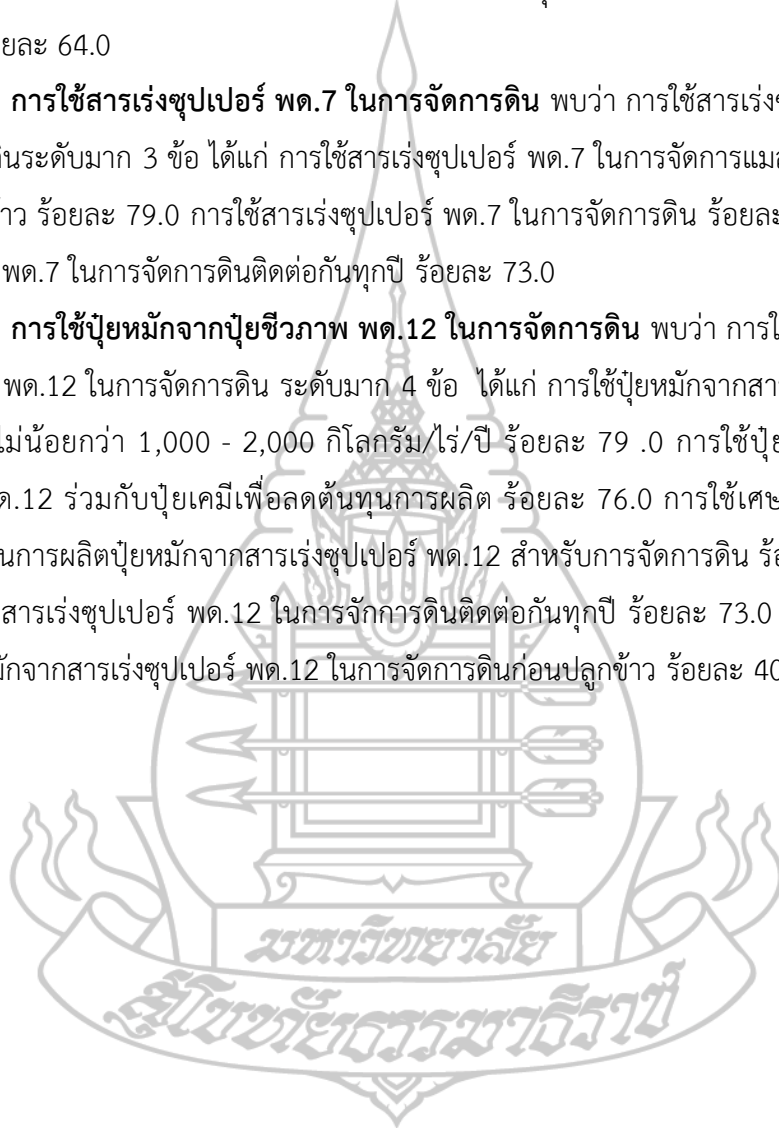 ยละ 64.0
การใช้สารเร่งซุปเปอร์ พด.7 ในการจัดการดิน พบว่า การใช้สารเร่งซ
ดินระดับมาก 3 ข้อ ได้แก่ การใช้สารเร่งซุปเปอร์ พด.7 ในการจัดการแม
าว ร้อยละ 79.0 การใช้สารเร่งซุปเปอร์ พด.7 ในการจัดการดิน ร้อยละ
พด.7 ในการจัดการดินติดต่อกันทุกปี ร้อยละ 73.0
การใช้ปุ๋ยหมักจากปุ๋ยชีวภาพ พด.12 ในการจัดการดิน พบว่า การใ
พด.12 ในการจัดการดิน ระดับมาก 4 ข้อ ได้แก่ การใช้ปุ๋ยหมักจากสาร
ไม่น้อยกว่า 1,000 - 2,000 กิโลกรัม/ไร่/ปี ร้อยละ 79 .0 การใช้ปุ๋ย
ด.12 ร่วมกับปุ๋ยเคมีเพื่อลดต้นทุนการผลิต ร้อยละ 76.0 การใช้เศษ
นการผลิตปุ๋ยหมักจากสารเร่งซุปเปอร์ พด.12 สำหรับการจัดการดิน ร้อ
สารเร่งซุปเปอร์ พด.12 ในการจักการดินติดต่อกันทุกปี ร้อยละ 73.0
มักจากสารเร่งซุปเปอร์ พด.12 ในการจัดการดินก่อนปลูกข้าว ร้อยละ 40
มหาวิทยาลัย
สุโขทัยธรรมาธิราช